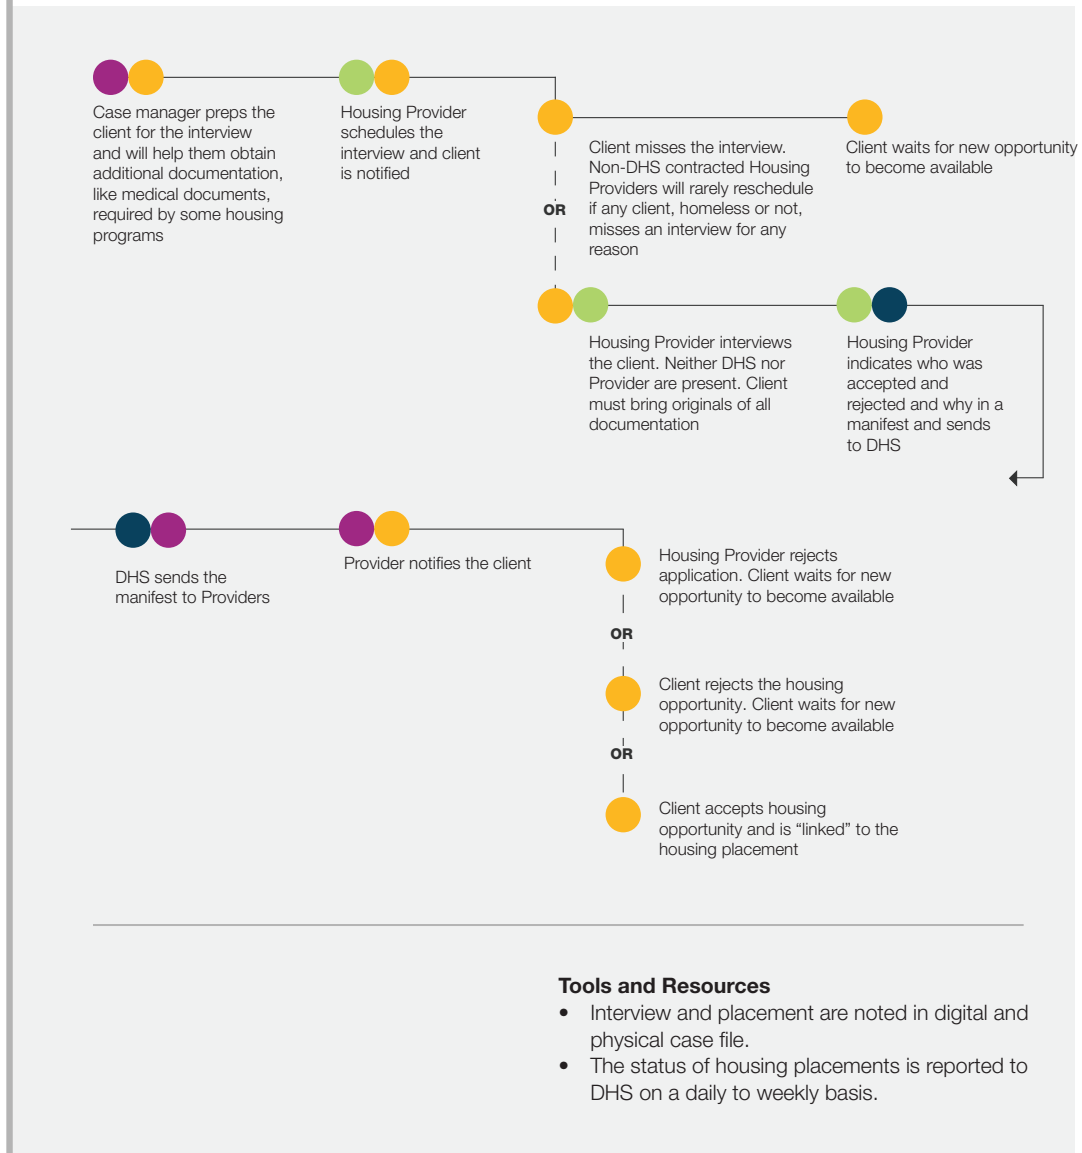 Case manager preps the
client for the interview
and will help them obtain
additional documentation,
like medical documents,
required by some housing
programs
Housing Provider
schedules the
interview and client
is notified
Client misses the interview.
Non-DHS contracted Housing
Providers will rarely reschedule
if any client, homeless or not,
misses an interview for any
reason
Client waits for new opportunity
to become available
OR
Housing Provider interviews
the client. Neither DHS nor
Provider are present. Client
must bring originals of all
documentation
Housing Provider
indicates who was
accepted and
rejected and why in a
manifest and sends
to DHS
DHS sends the
manifest to Providers
Provider notifies the client
Housing Provider rejects
application. Client waits for new
opportunity to become available
OR
Client rejects the housing
opportunity. Client waits for new
opportunity to become available
OR
Client accepts housing
opportunity and is “linked” to the
housing placement
Tools and Resources
• Interview and placement are noted in digital and
physical case file.
• The status of housing placements is reported to
DHS on a daily to weekly basis.